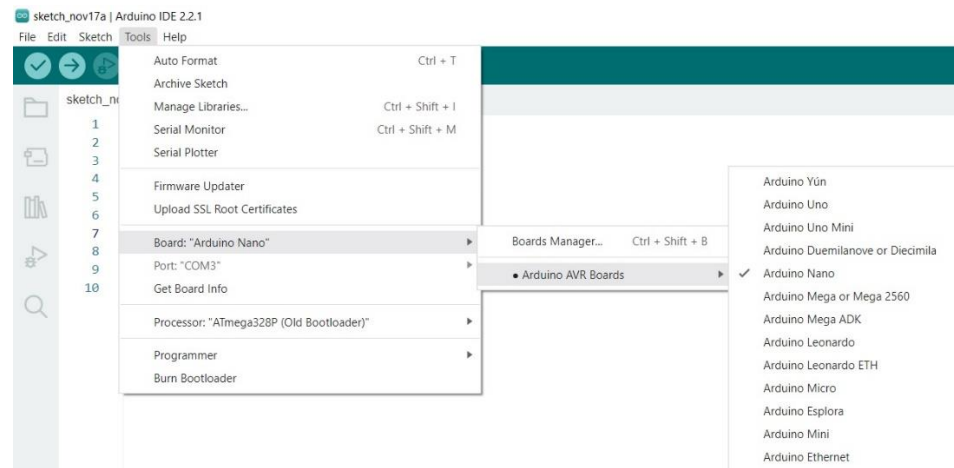 sketch_nov17a | Arduino IDE 2.2.1
File Edit Sketch Tools Help
sketch_n
1
2
3
4
5
6
7
8
9
10
Auto Format Ctrl + T
Archive Sketch
Manage Libraries... Ctrl + Shift + I
Serial Monitor Ctrl + Shift + M
Serial Plotter
Firmware Updater
Upload SSL Root Certificates
Board: "Arduino Nano"
Port: "COM3"
Get Board Info
Processor: "ATmega328P (Old Bootloader)"
Programmer
Burn Bootloader
Boards Manager... Ctrl + Shift + B
• Arduino AVR Boards
Arduino Yún
Arduino Uno
Arduino Uno Mini
Arduino Duemilanove or Diecimila
✓ Arduino Nano
Arduino Mega or Mega 2560
Arduino Mega ADK
Arduino Leonardo
Arduino Leonardo ETH
Arduino Micro
Arduino Esplora
Arduino Mini
Arduino Ethernet